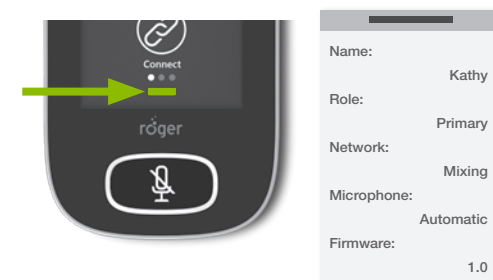 Connect
roger
Name:
Kathy
Role:
Primary
Network:
Mixing
Microphone:
Automatic
Firmware:
1.0